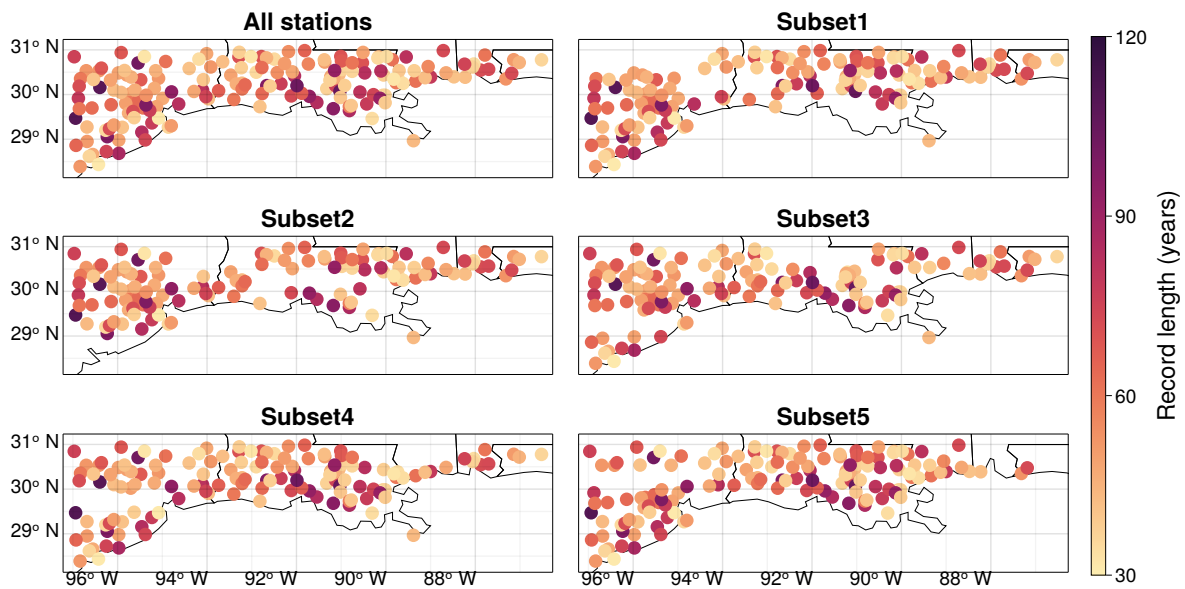 All stations
Subset1
31° N
30° N
29° N
Subset2
Subset3
31° N
30° N
29° N
Subset4
Subset5
31° N
30° N
29° N
96° W 94° W 92° W 90° W 88° W
96° W 94° W 92° W 90° W 88° W
120
90
60
30
Record length (years)